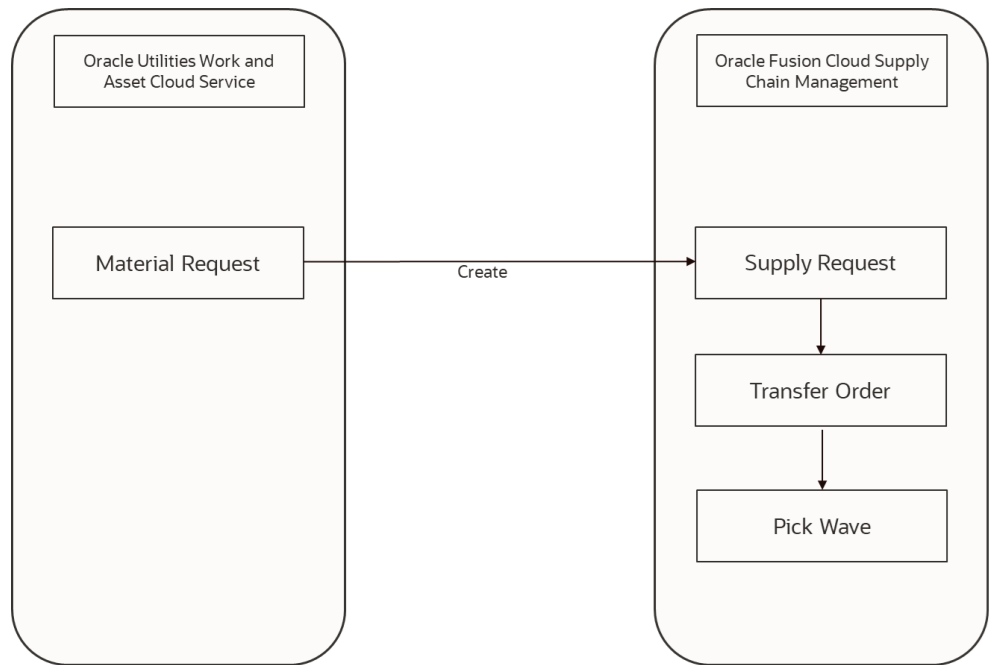 Oracle Utilities Work and
Asset Cloud Service
Oracle Fusion Cloud Supply
Chain Management
Material Request
Create
Supply Request
Transfer Order
Pick Wave